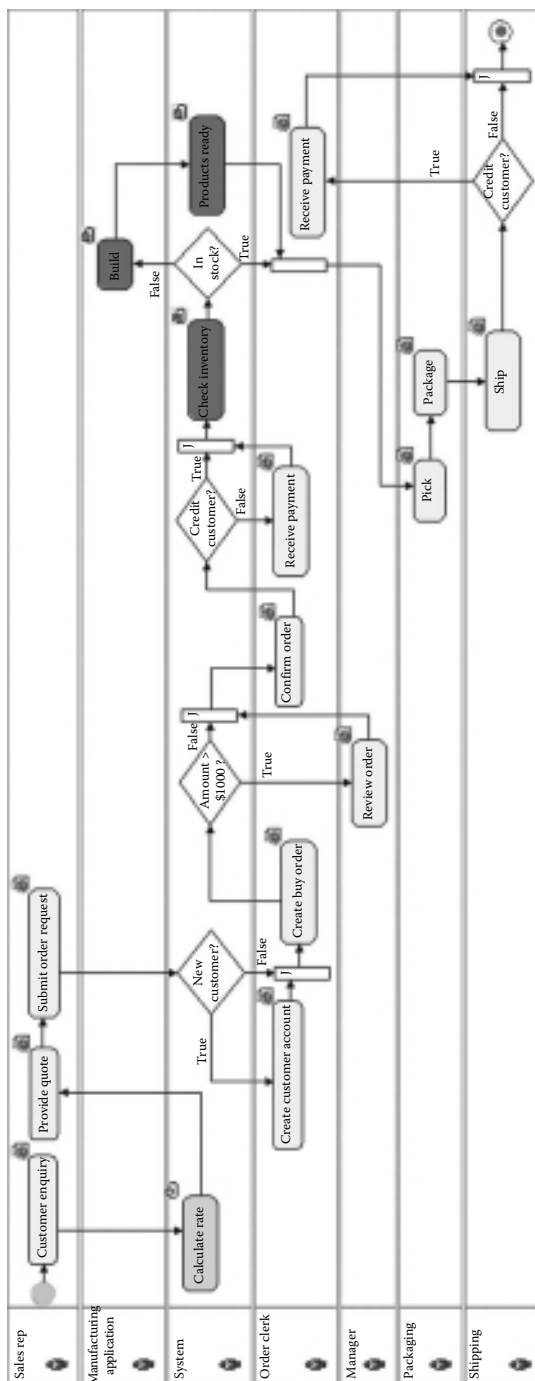 Sales rep
Customer enquiry
Provide quote
Submit order request
Manufacturing
application
Build
System
Calculate rate
True
New
customer?
False
Amount >
$1000 ?
False
True
J
Credit
customer?
True
False
J
Check inventory
In
stock?
False
True
Products ready
Order clerk
Create customer account
J
Create buy order
Confirm order
Receive payment
Receive payment
Manager
Review order
Packaging
Pick
Package
Shipping
Ship
Credit
customer?
True
False
J